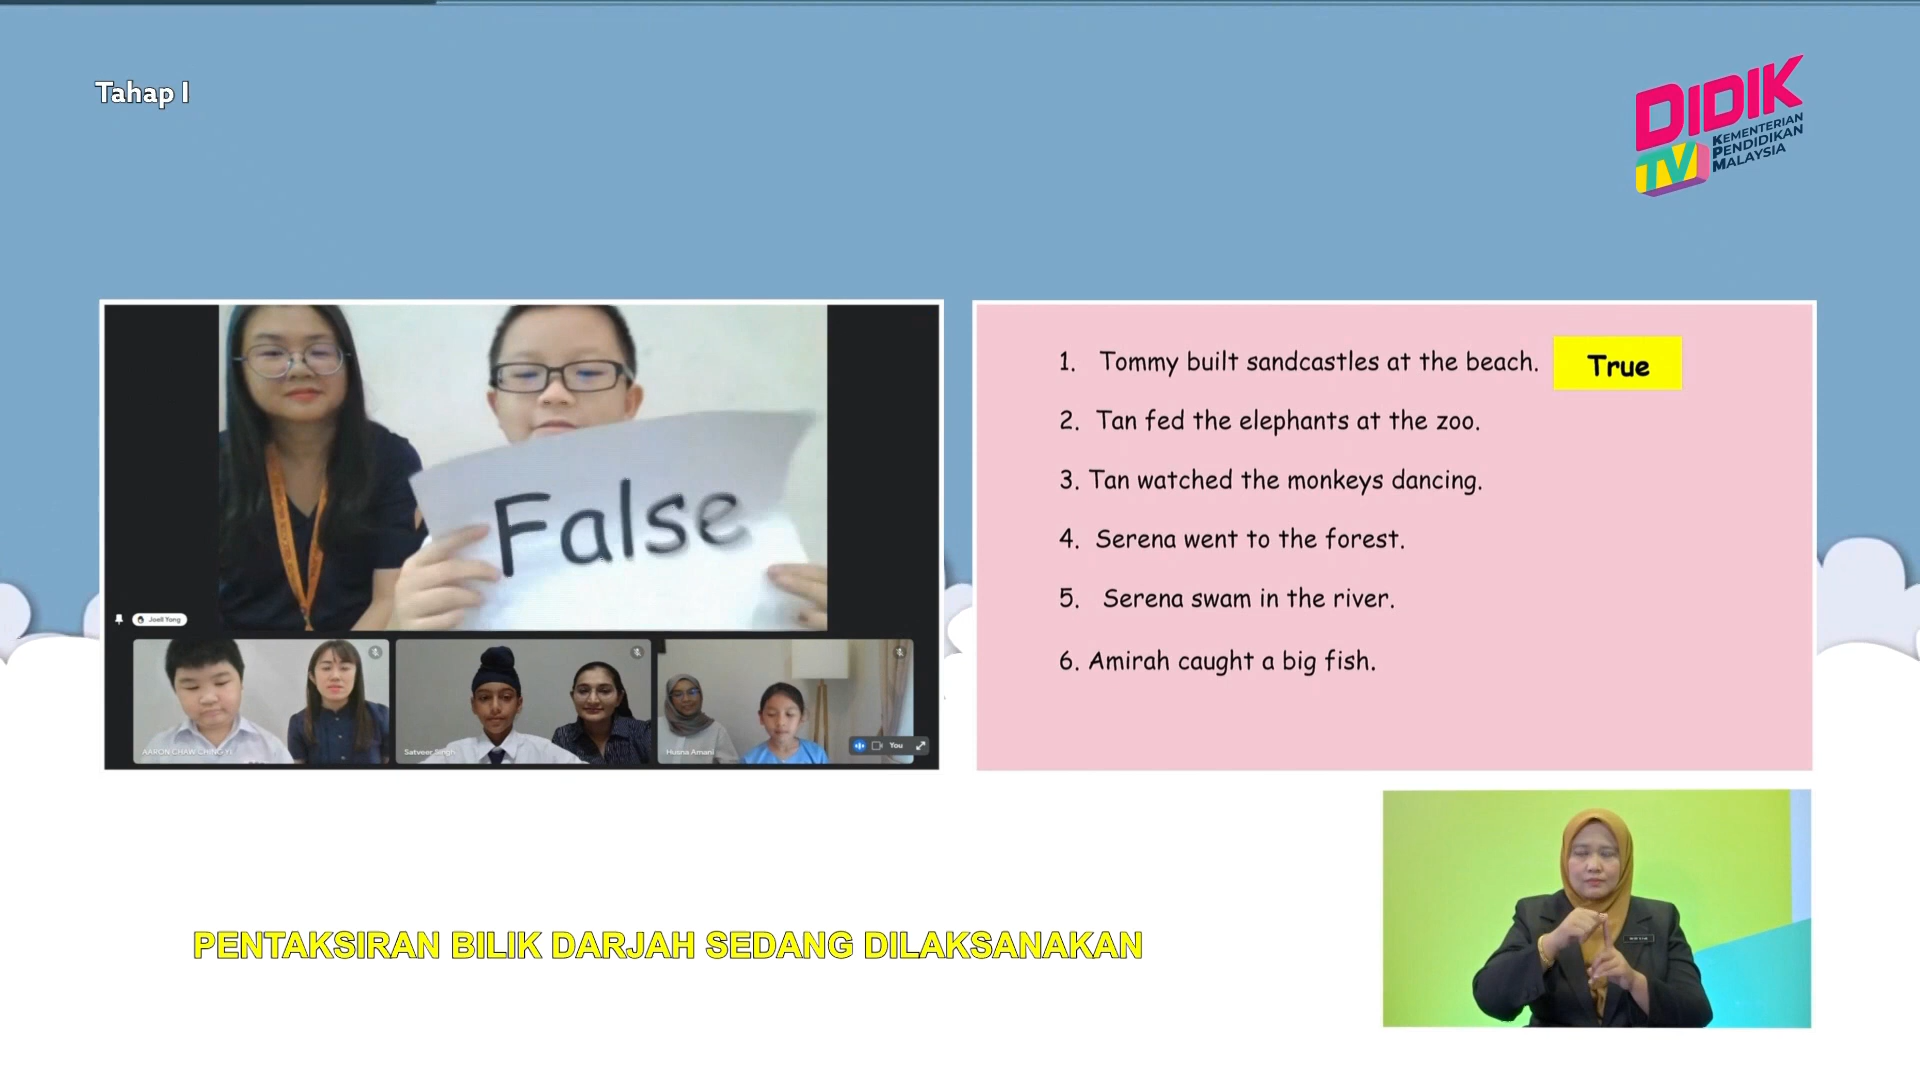 Tahap I
DIDIK
TV
KEMENTERIAN
PENDIDIKAN
MALAYSIA
False
Joell Yong
AARON CHAW CHING YI
Satveer Singh
Husna Amani
You
1. Tommy built sandcastles at the beach.
True
2. Tan fed the elephants at the zoo.
3. Tan watched the monkeys dancing.
4. Serena went to the forest.
5. Serena swam in the river.
6. Amirah caught a big fish.
PENTAKSIRAN BILIK DARJAH SEDANG DILAKSANAKAN